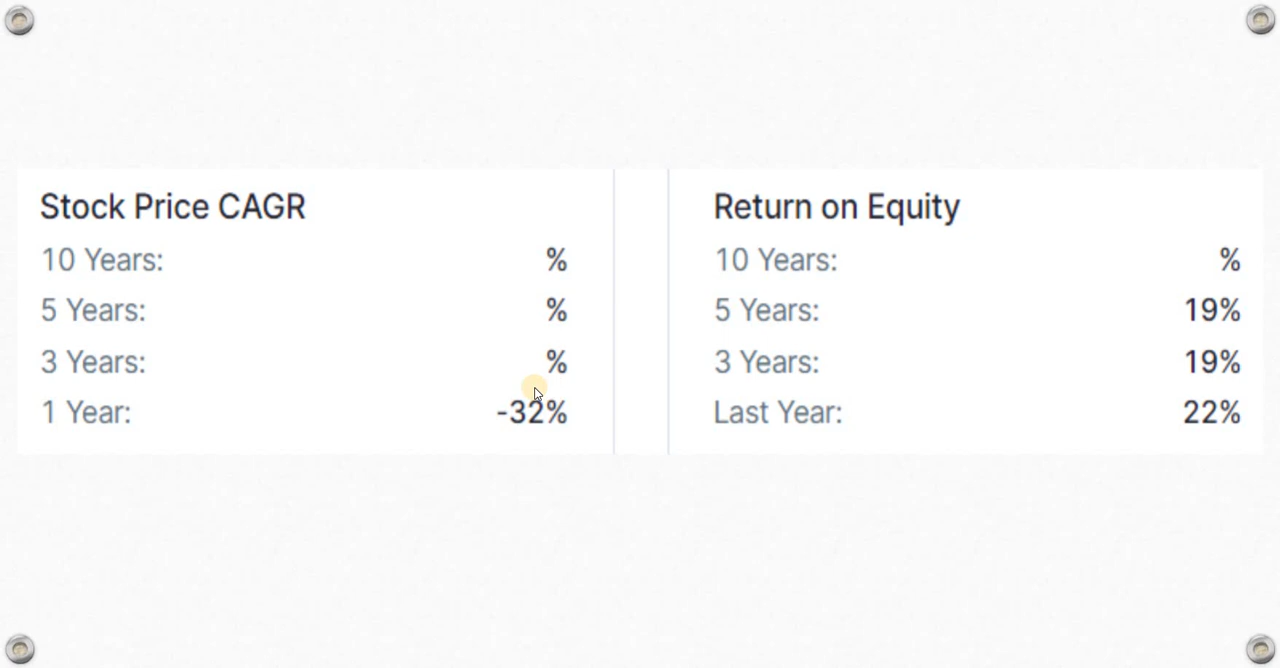 Stock Price CAGR
10 Years: %
5 Years: %
3 Years: %
1 Year: -32%
Return on Equity
10 Years: %
5 Years: 19%
3 Years: 19%
Last Year: 22%